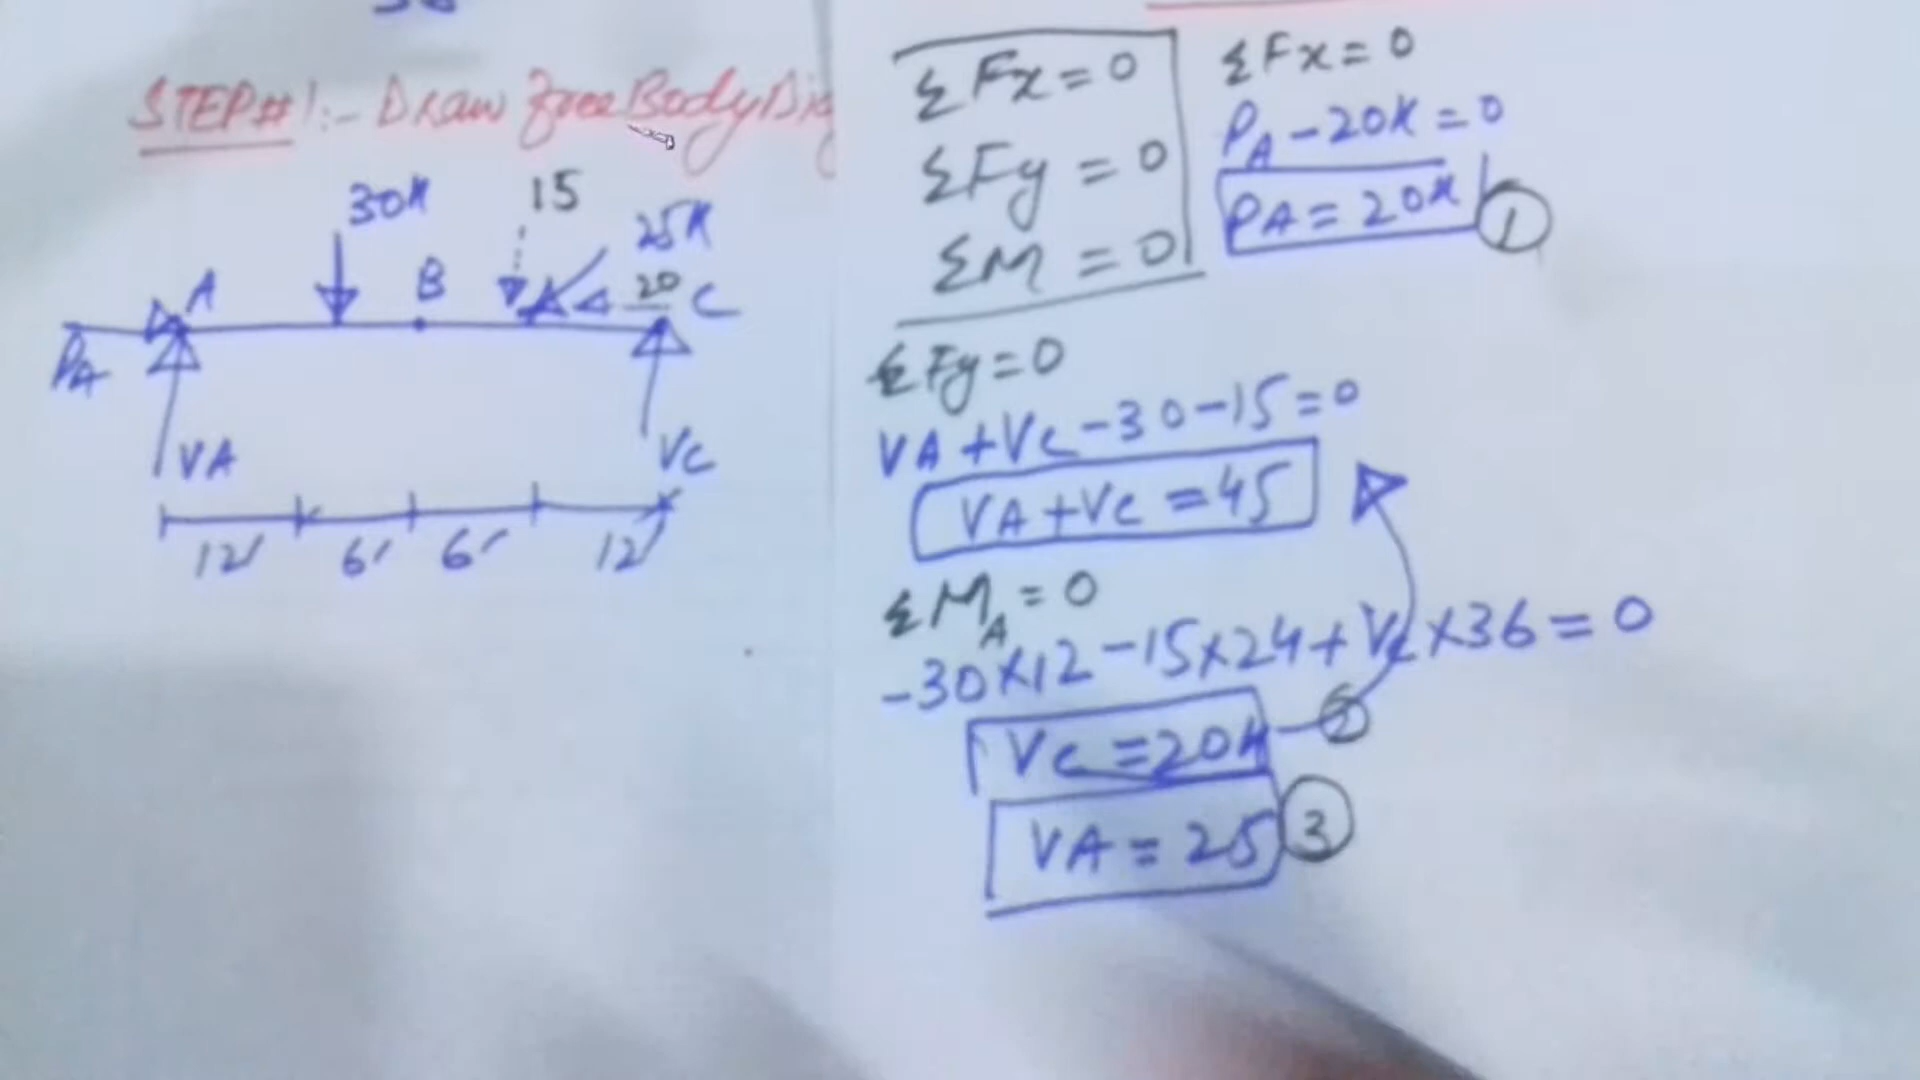 STEP#1:- Draw Free Body Dia
30K
15
25K
A
B
20
C
PA
VA
VC
12'
6'
6'
12'
ΣFx=0
ΣFy=0
ΣM=0
ΣFx=0
PA-20K=0
PA=20K
1
ΣFy=0
VA+VC-30-15=0
VA+VC=45
ΣMA=0
-30×12-15×24+VC×36=0
VC=20K
2
VA=25
3